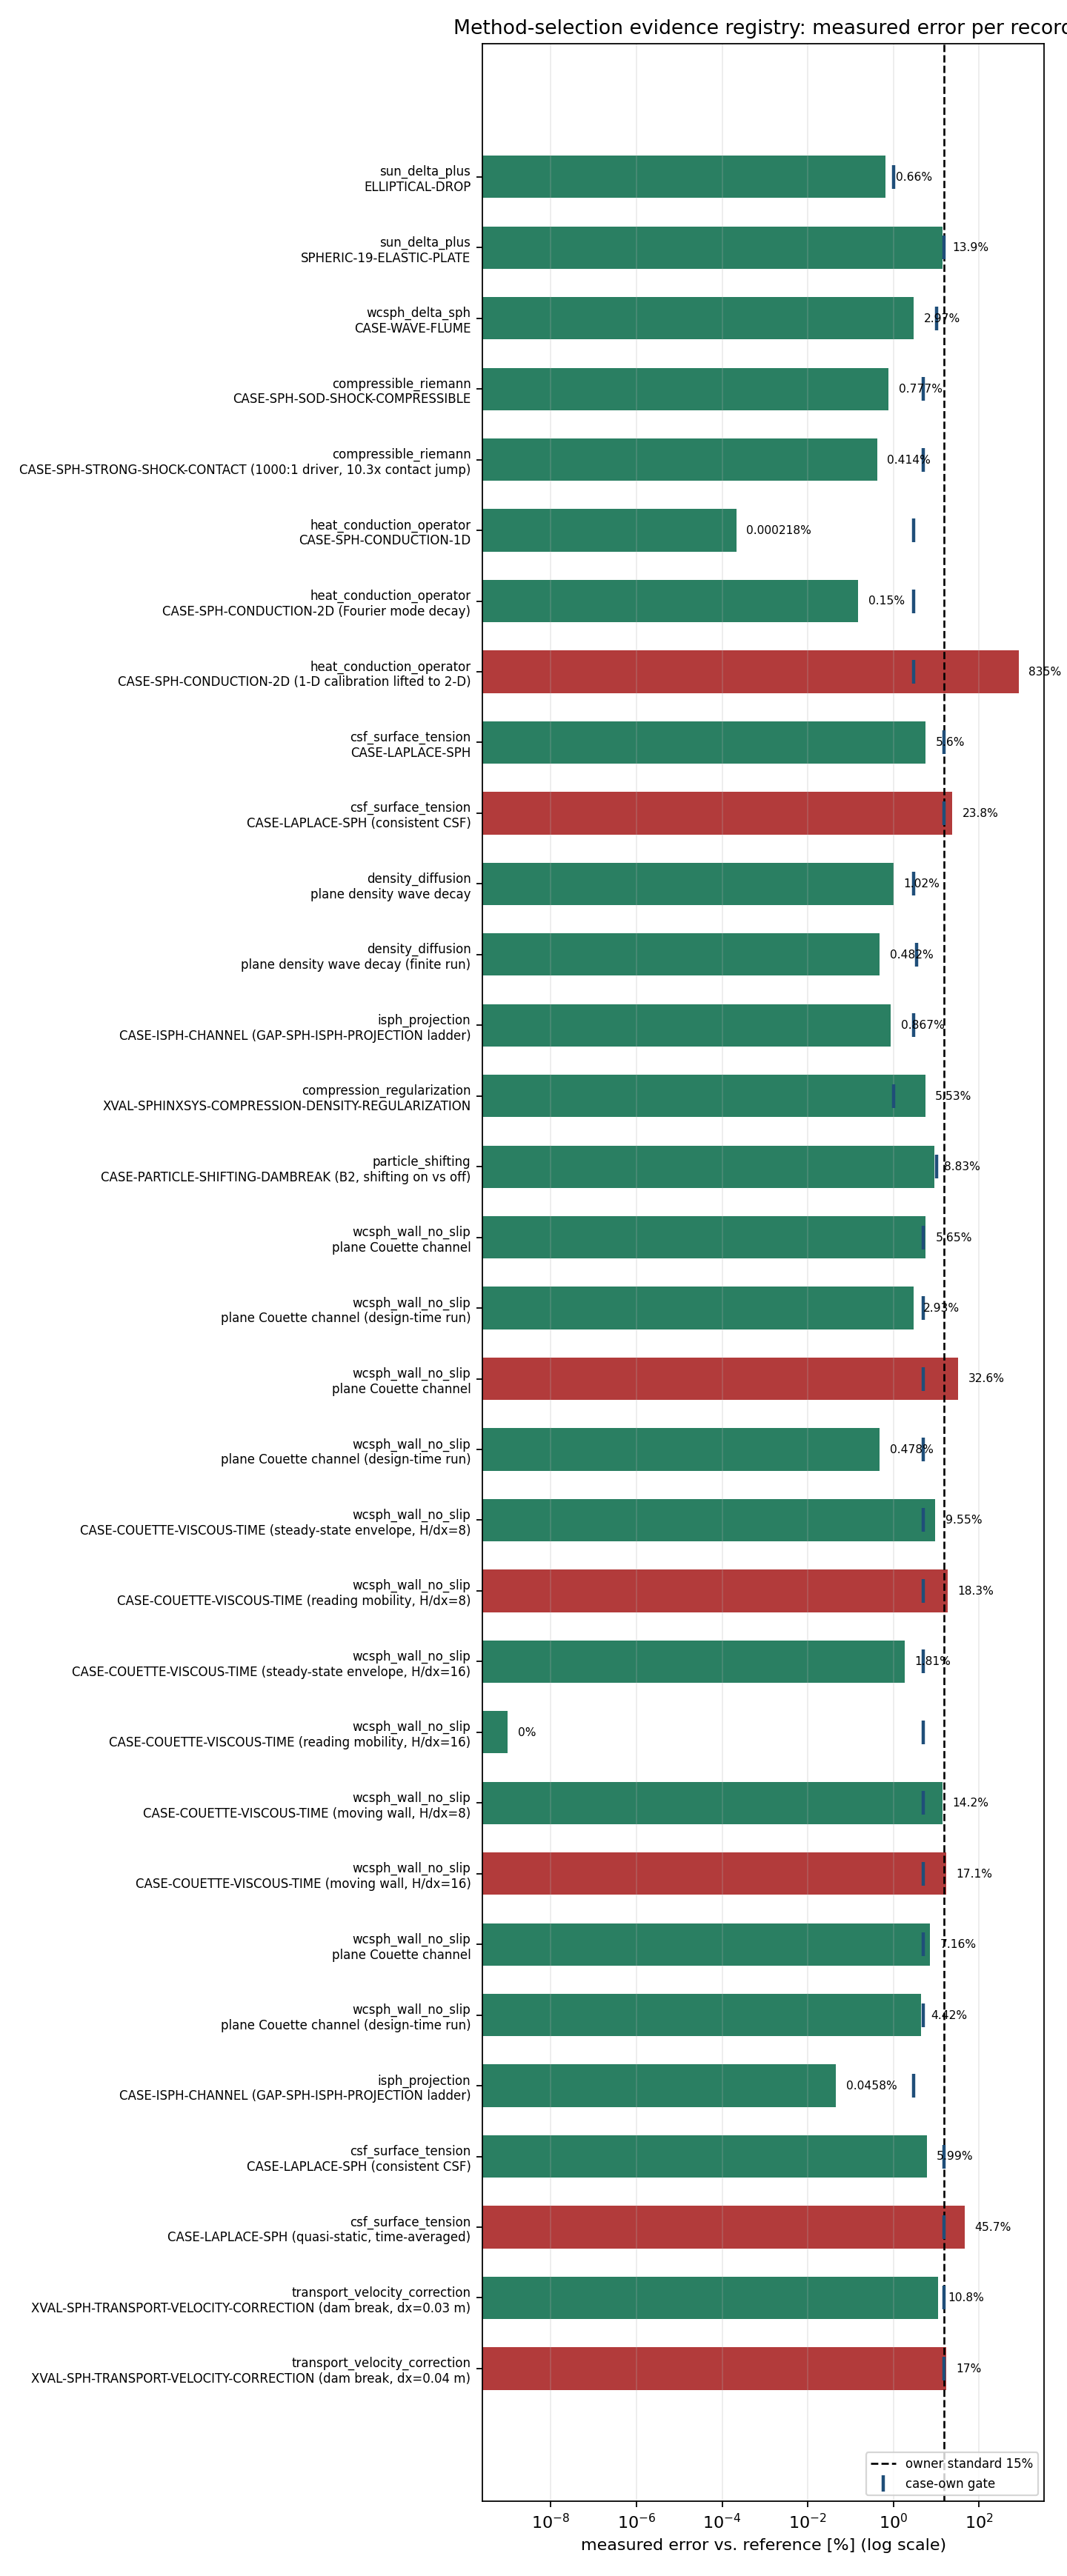 Method-selection evidence registry: measured error per recor
sun_delta_plus
ELLIPTICAL-DROP
0.66%
sun_delta_plus
SPHERIC-19-ELASTIC-PLATE
13.9%
wcsph_delta_sph
CASE-WAVE-FLUME
2.97%
compressible_riemann
CASE-SPH-SOD-SHOCK-COMPRESSIBLE
0.777%
compressible_riemann
CASE-SPH-STRONG-SHOCK-CONTACT (1000:1 driver, 10.3x contact jump)
0.414%
heat_conduction_operator
CASE-SPH-CONDUCTION-1D
0.000218%
heat_conduction_operator
CASE-SPH-CONDUCTION-2D (Fourier mode decay)
0.15%
heat_conduction_operator
CASE-SPH-CONDUCTION-2D (1-D calibration lifted to 2-D)
835%
csf_surface_tension
CASE-LAPLACE-SPH
5.6%
csf_surface_tension
CASE-LAPLACE-SPH (consistent CSF)
23.8%
density_diffusion
plane density wave decay
1.02%
density_diffusion
plane density wave decay (finite run)
0.482%
isph_projection
CASE-ISPH-CHANNEL (GAP-SPH-ISPH-PROJECTION ladder)
0.867%
compression_regularization
XVAL-SPHINXSYS-COMPRESSION-DENSITY-REGULARIZATION
5.53%
particle_shifting
CASE-PARTICLE-SHIFTING-DAMBREAK (B2, shifting on vs off)
8.83%
wcsph_wall_no_slip
plane Couette channel
5.65%
wcsph_wall_no_slip
plane Couette channel (design-time run)
2.93%
wcsph_wall_no_slip
plane Couette channel
32.6%
wcsph_wall_no_slip
plane Couette channel (design-time run)
0.478%
wcsph_wall_no_slip
CASE-COUETTE-VISCOUS-TIME (steady-state envelope, H/dx=8)
9.55%
wcsph_wall_no_slip
CASE-COUETTE-VISCOUS-TIME (reading mobility, H/dx=8)
18.3%
wcsph_wall_no_slip
CASE-COUETTE-VISCOUS-TIME (steady-state envelope, H/dx=16)
1.81%
wcsph_wall_no_slip
CASE-COUETTE-VISCOUS-TIME (reading mobility, H/dx=16)
0%
wcsph_wall_no_slip
CASE-COUETTE-VISCOUS-TIME (moving wall, H/dx=8)
14.2%
wcsph_wall_no_slip
CASE-COUETTE-VISCOUS-TIME (moving wall, H/dx=16)
17.1%
wcsph_wall_no_slip
plane Couette channel
7.16%
wcsph_wall_no_slip
plane Couette channel (design-time run)
4.42%
isph_projection
CASE-ISPH-CHANNEL (GAP-SPH-ISPH-PROJECTION ladder)
0.0458%
csf_surface_tension
CASE-LAPLACE-SPH (consistent CSF)
5.99%
csf_surface_tension
CASE-LAPLACE-SPH (quasi-static, time-averaged)
45.7%
transport_velocity_correction
XVAL-SPH-TRANSPORT-VELOCITY-CORRECTION (dam break, dx=0.03 m)
10.8%
transport_velocity_correction
XVAL-SPH-TRANSPORT-VELOCITY-CORRECTION (dam break, dx=0.04 m)
17%
owner standard 15%
case-own gate
10⁻⁸ 10⁻⁶ 10⁻⁴ 10⁻² 10⁰ 10²
measured error vs. reference [%] (log scale)